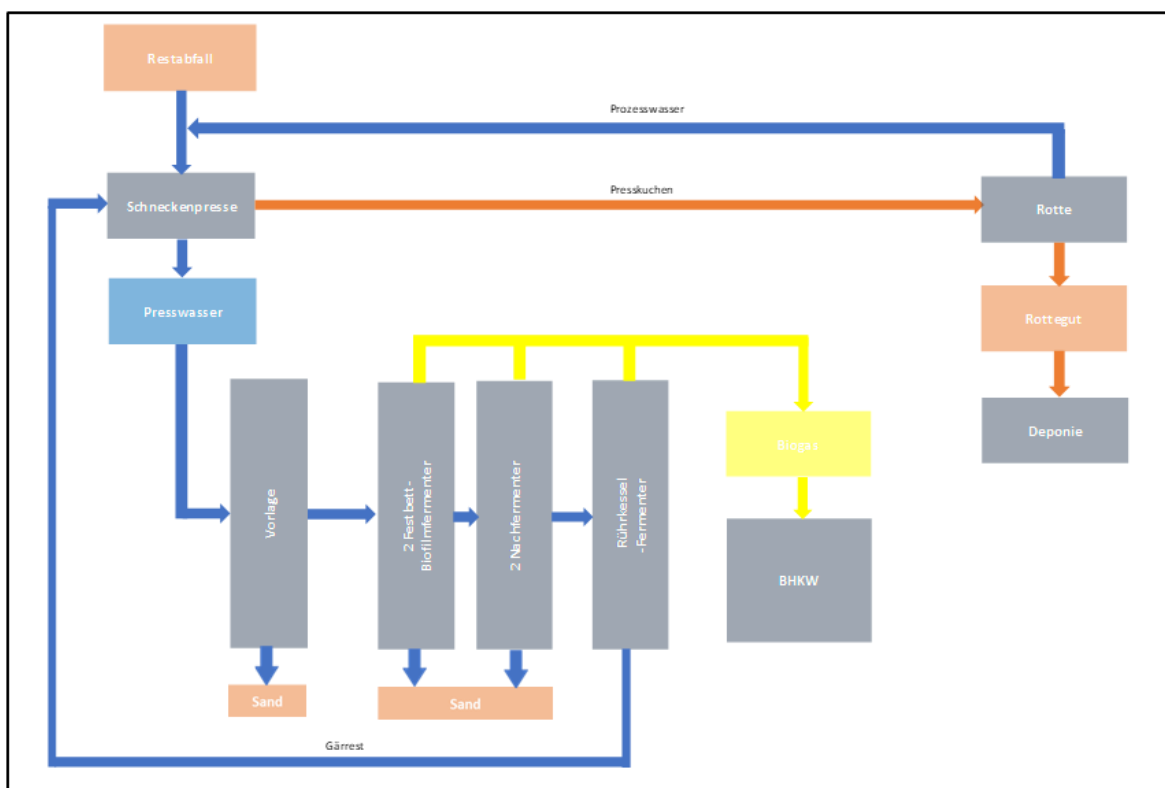 Restabfall
Prozesswasser
Schneckenpresse
Presskuchen
Rotte
Presswasser
Rottegut
Deponie
Vorlage
2 Festbett-
Biofilmfermenter
2 Nachfermenter
Rührkessel
-Fermenter
Biogas
BHKW
Sand
Sand
Gärrest